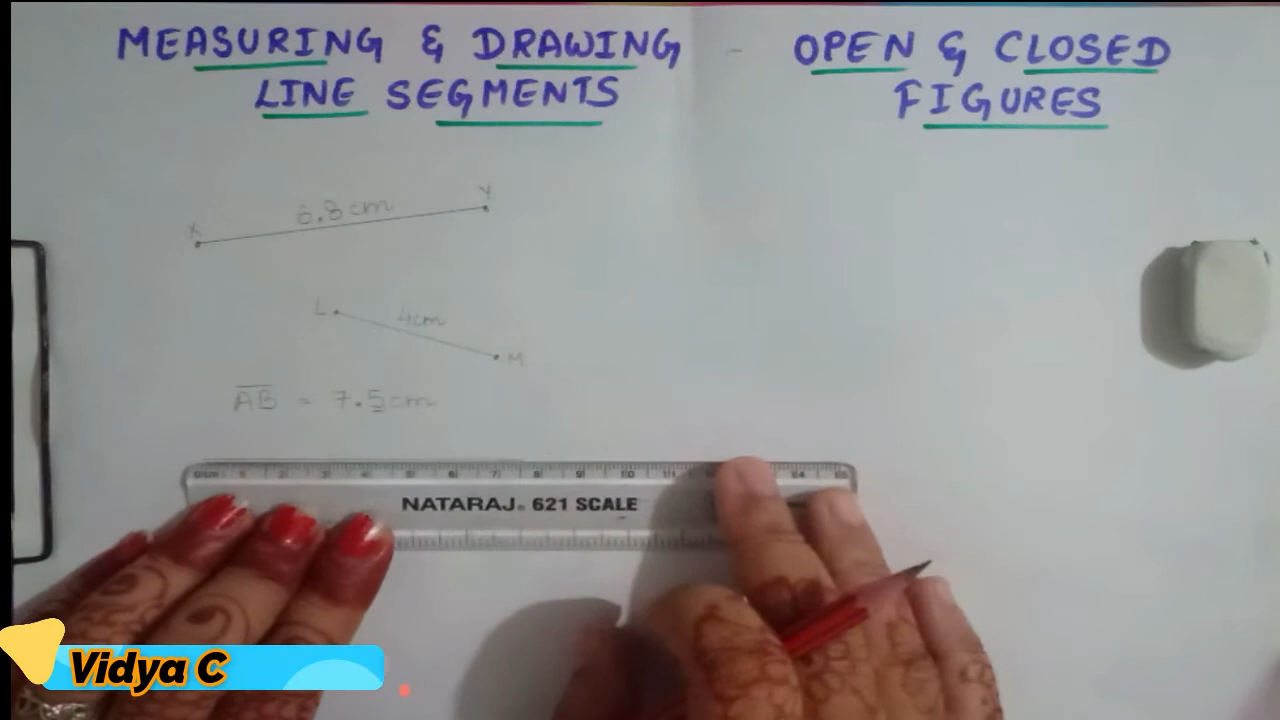 MEASURING & DRAWING - OPEN & CLOSED
LINE SEGMENTS FIGURES
X 6.8cm Y
L 4cm M
AB = 7.5cm
NATARAJ 621 SCALE
Vidya C